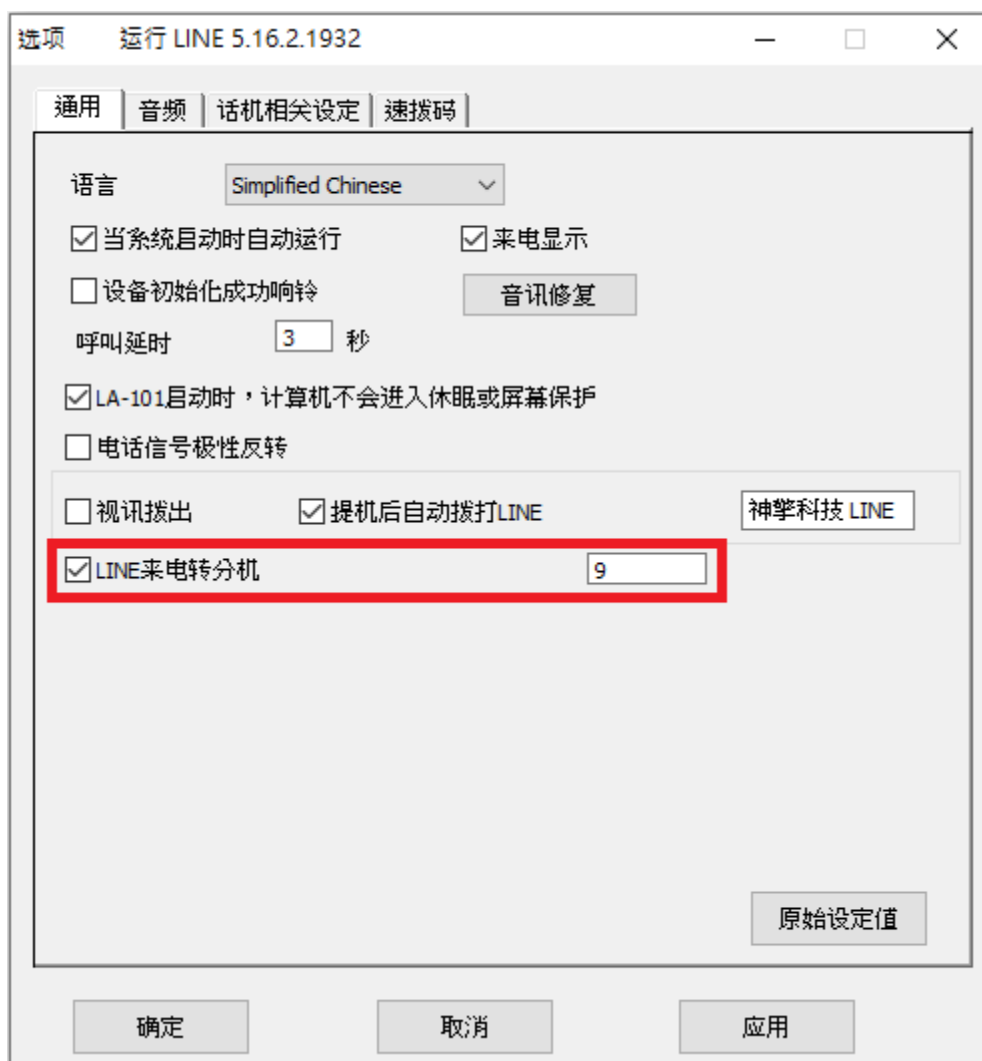 选项 运行 LINE 5.16.2.1932
通用 音频 话机相关设定 速拨码
语言 Simplified Chinese
当系统启动时自动运行 来电显示
设备初始化成功响铃 音讯修复
呼叫延时 3 秒
LA-101启动时，计算机不会进入休眠或屏幕保护
电话信号极性反转
视讯拨出 提机后自动拨打LINE 神擎科技 LINE
LINE来电转分机 9
原始设定值
确定 取消 应用